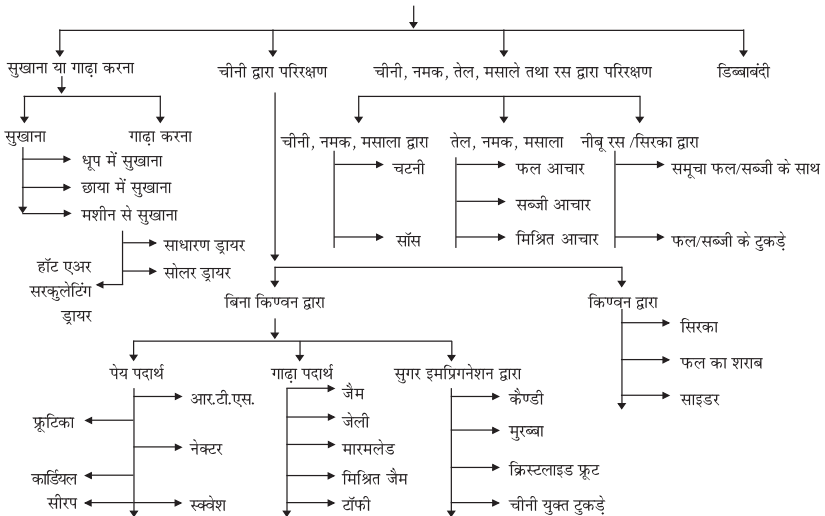 सुखाना या गाढ़ा करना
चीनी द्वारा परिरक्षण
चीनी, नमक, तेल, मसाले तथा रस द्वारा परिरक्षण
डिब्बाबंदी
सुखाना
गाढ़ा करना
धूप में सुखाना
छाया में सुखाना
मशीन से सुखाना
साधारण ड्रायर
सोलर ड्रायर
हॉट एअर
सरकुलेटिंग
ड्रायर
चीनी, नमक, मसाला द्वारा
चटनी
सॉस
तेल, नमक, मसाला
फल आचार
सब्जी आचार
मिश्रित आचार
नीबू रस /सिरका द्वारा
समूचा फल/सब्जी के साथ
फल/सब्जी के टुकड़े
बिना किण्वन द्वारा
किण्वन द्वारा
सिरका
फल का शराब
साइडर
पेय पदार्थ
आर.टी.एस.
फ्रूटिका
नेक्टर
कार्डियल
सीरप
स्क्वेश
गाढ़ा पदार्थ
जैम
जेली
मारमलेड
मिश्रित जैम
टॉफी
सुगर इमप्रिगनेशन द्वारा
कैण्डी
मुरब्बा
क्रिस्टलाइड फ्रूट
चीनी युक्त टुकड़े